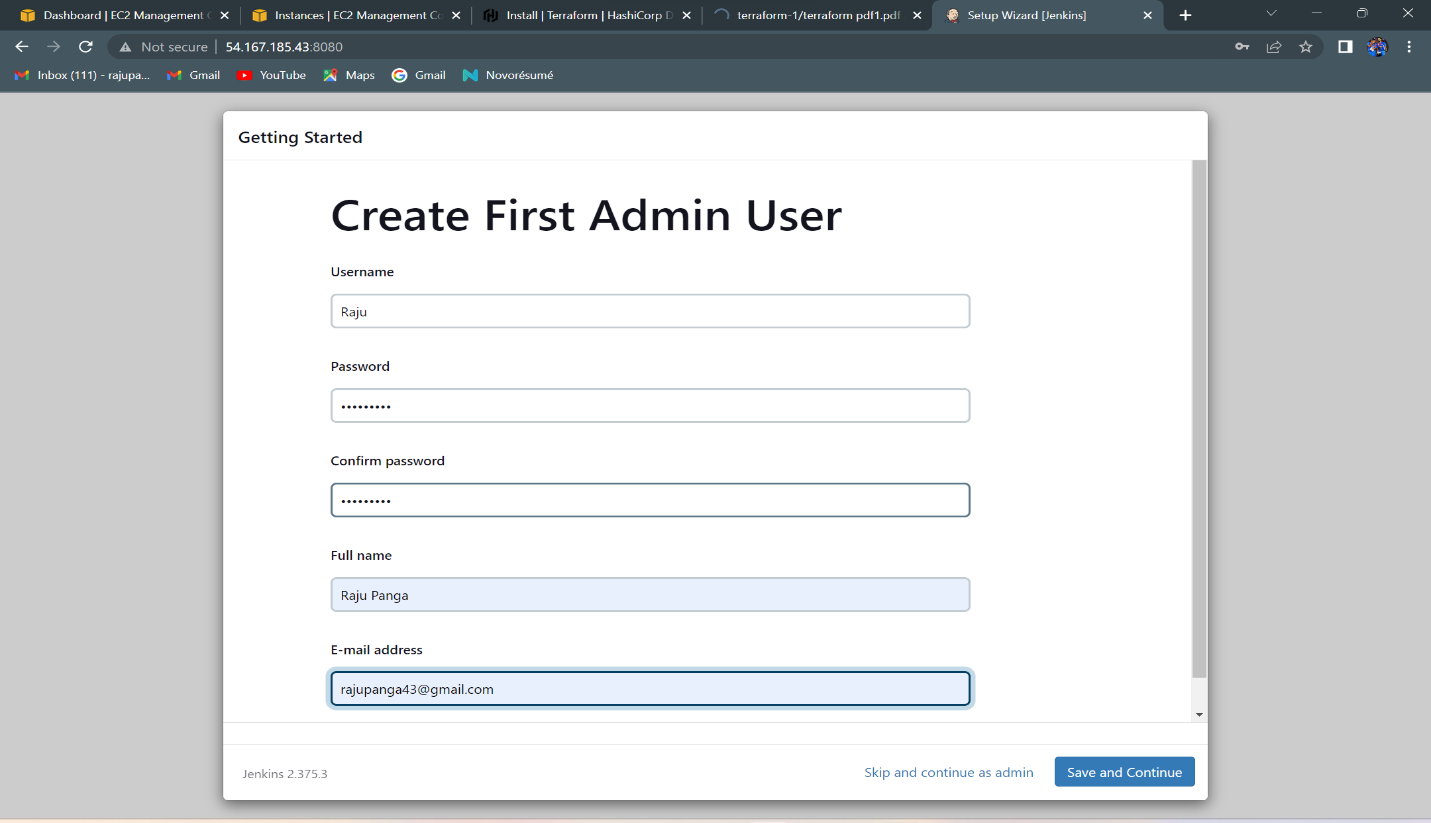 Dashboard | EC2 Management C
Instances | EC2 Management Co
Install | Terraform | HashiCorp D
terraform-1/terraform pdf1.pdf
Setup Wizard [Jenkins]
Not secure
54.167.185.43:8080
Inbox (111) - rajupa...
Gmail
YouTube
Maps
Gmail
Novorésumé
Getting Started
Create First Admin User
Username
Raju
Password
•••••••••
Confirm password
•••••••••
Full name
Raju Panga
E-mail address
rajupanga43@gmail.com
Jenkins 2.375.3
Skip and continue as admin
Save and Continue